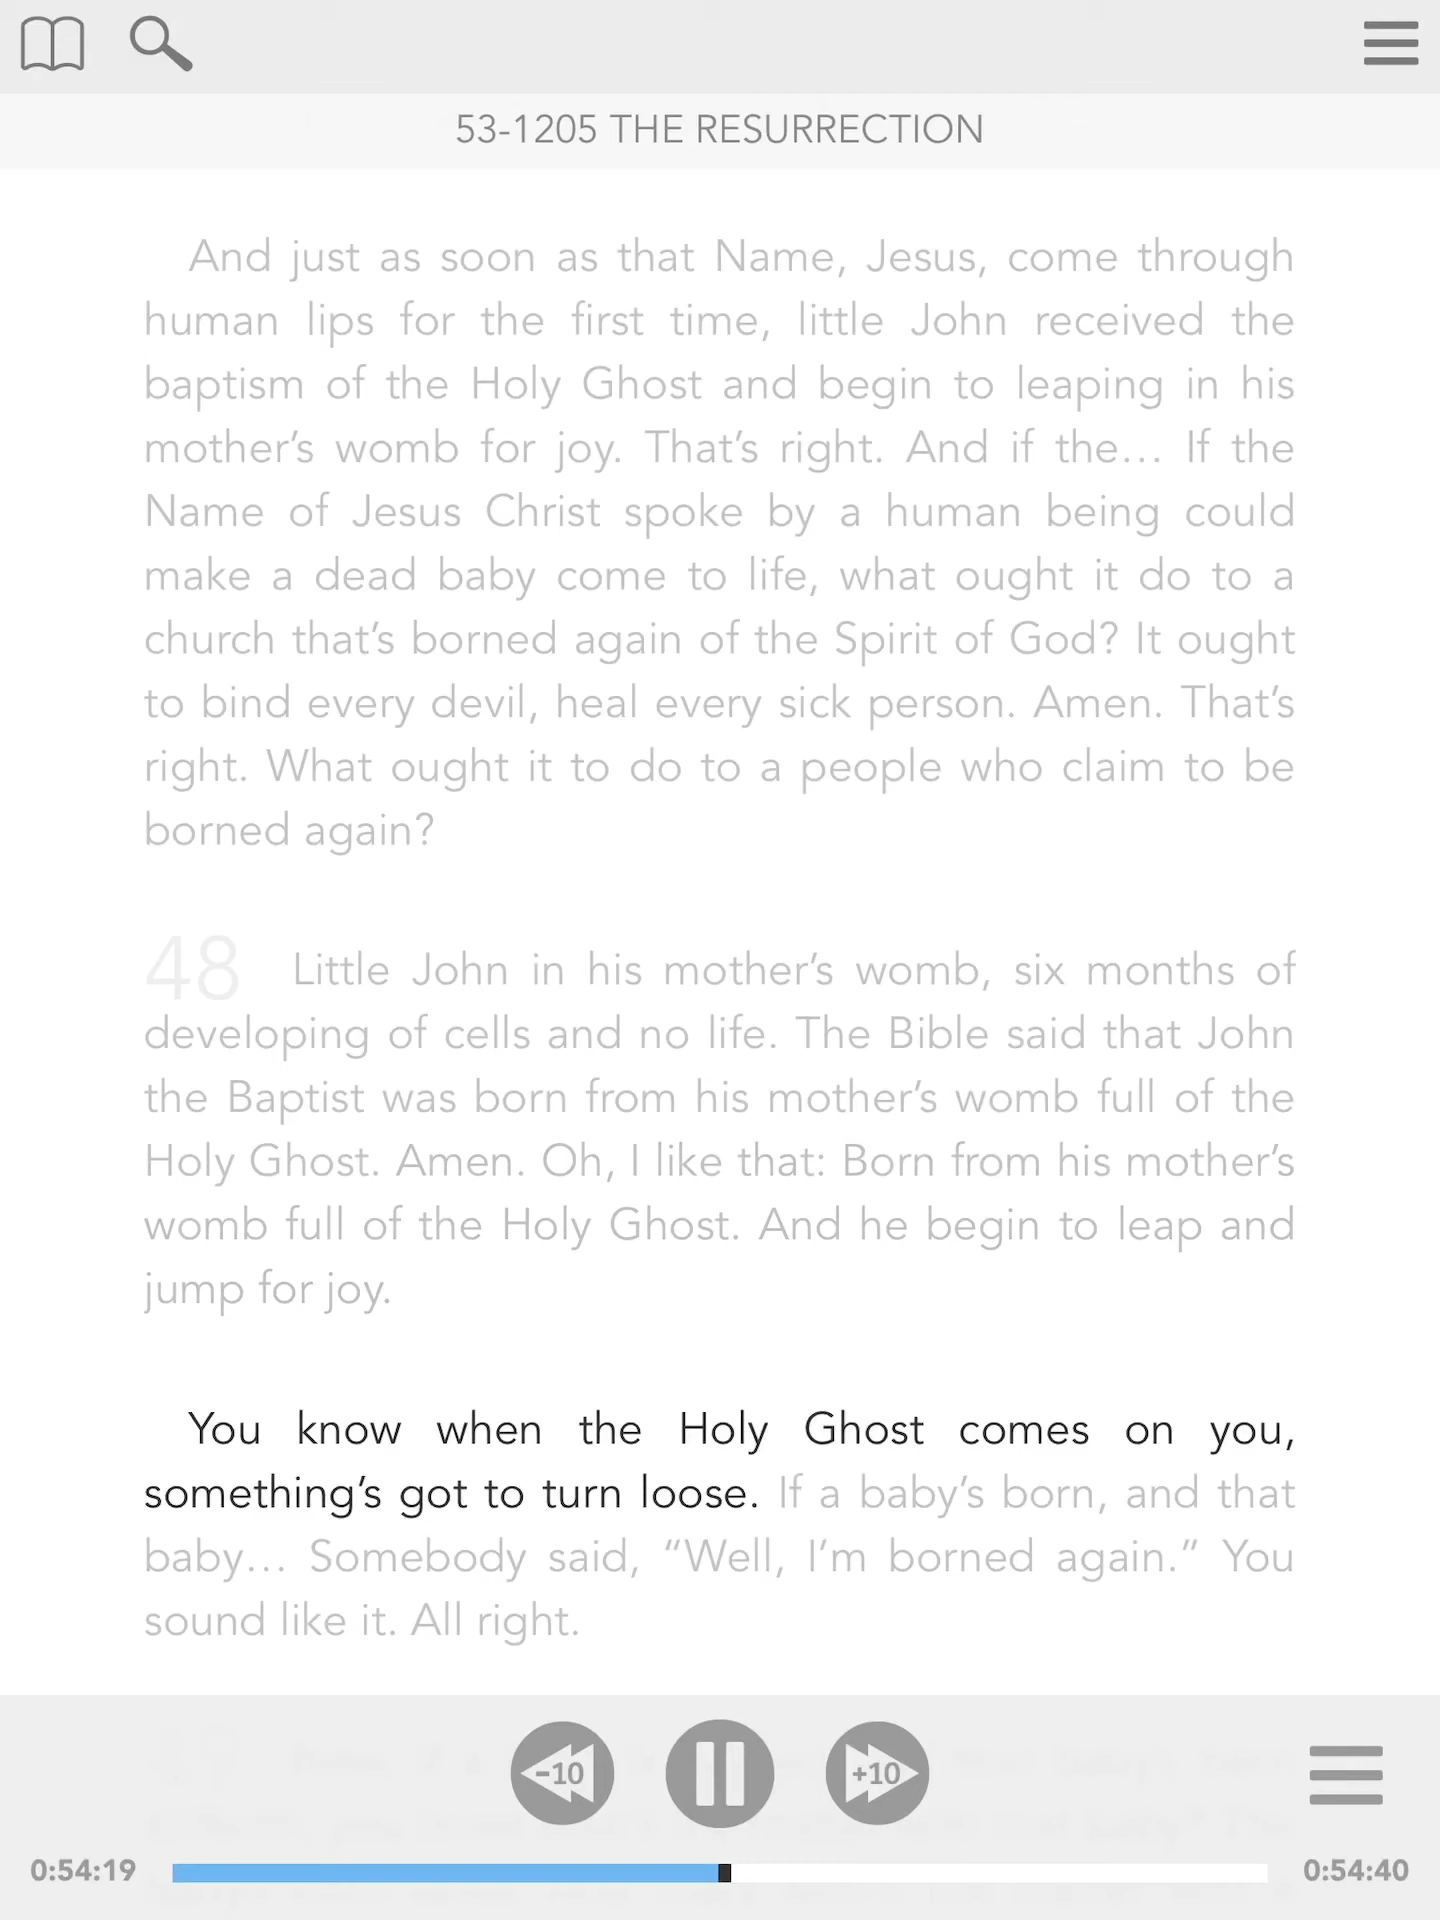 53-1205 THE RESURRECTION
And just as soon as that Name, Jesus, come through
human lips for the first time, little John received the
baptism of the Holy Ghost and begin to leaping in his
mother’s womb for joy. That’s right. And if the… If the
Name of Jesus Christ spoke by a human being could
make a dead baby come to life, what ought it do to a
church that’s borned again of the Spirit of God? It ought
to bind every devil, heal every sick person. Amen. That’s
right. What ought it to do to a people who claim to be
borned again?
48 Little John in his mother’s womb, six months of
developing of cells and no life. The Bible said that John
the Baptist was born from his mother’s womb full of the
Holy Ghost. Amen. Oh, I like that: Born from his mother’s
womb full of the Holy Ghost. And he begin to leap and
jump for joy.
You know when the Holy Ghost comes on you,
something’s got to turn loose. If a baby’s born, and that
baby… Somebody said, “Well, I’m borned again.” You
sound like it. All right.
-10 +10
0:54:19 0:54:40